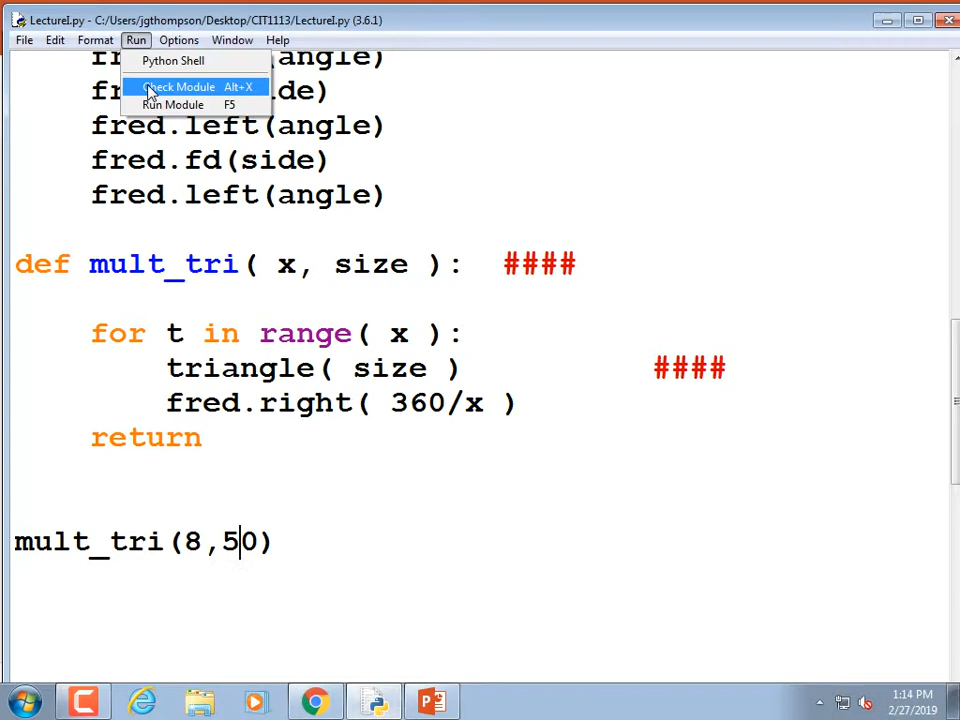 LectureI.py - C:/Users/jgthompson/Desktop/CIT1113/LectureI.py (3.6.1)
File Edit Format Run Options Window Help
Python Shell
Check Module Alt+X
Run Module F5
fred.left(angle)
fred.fd(side)
fred.left(angle)
def mult_tri( x, size ): ####
for t in range( x ):
triangle( size ) ####
fred.right( 360/x )
return
mult_tri(8,50)
1:14 PM
2/27/2019